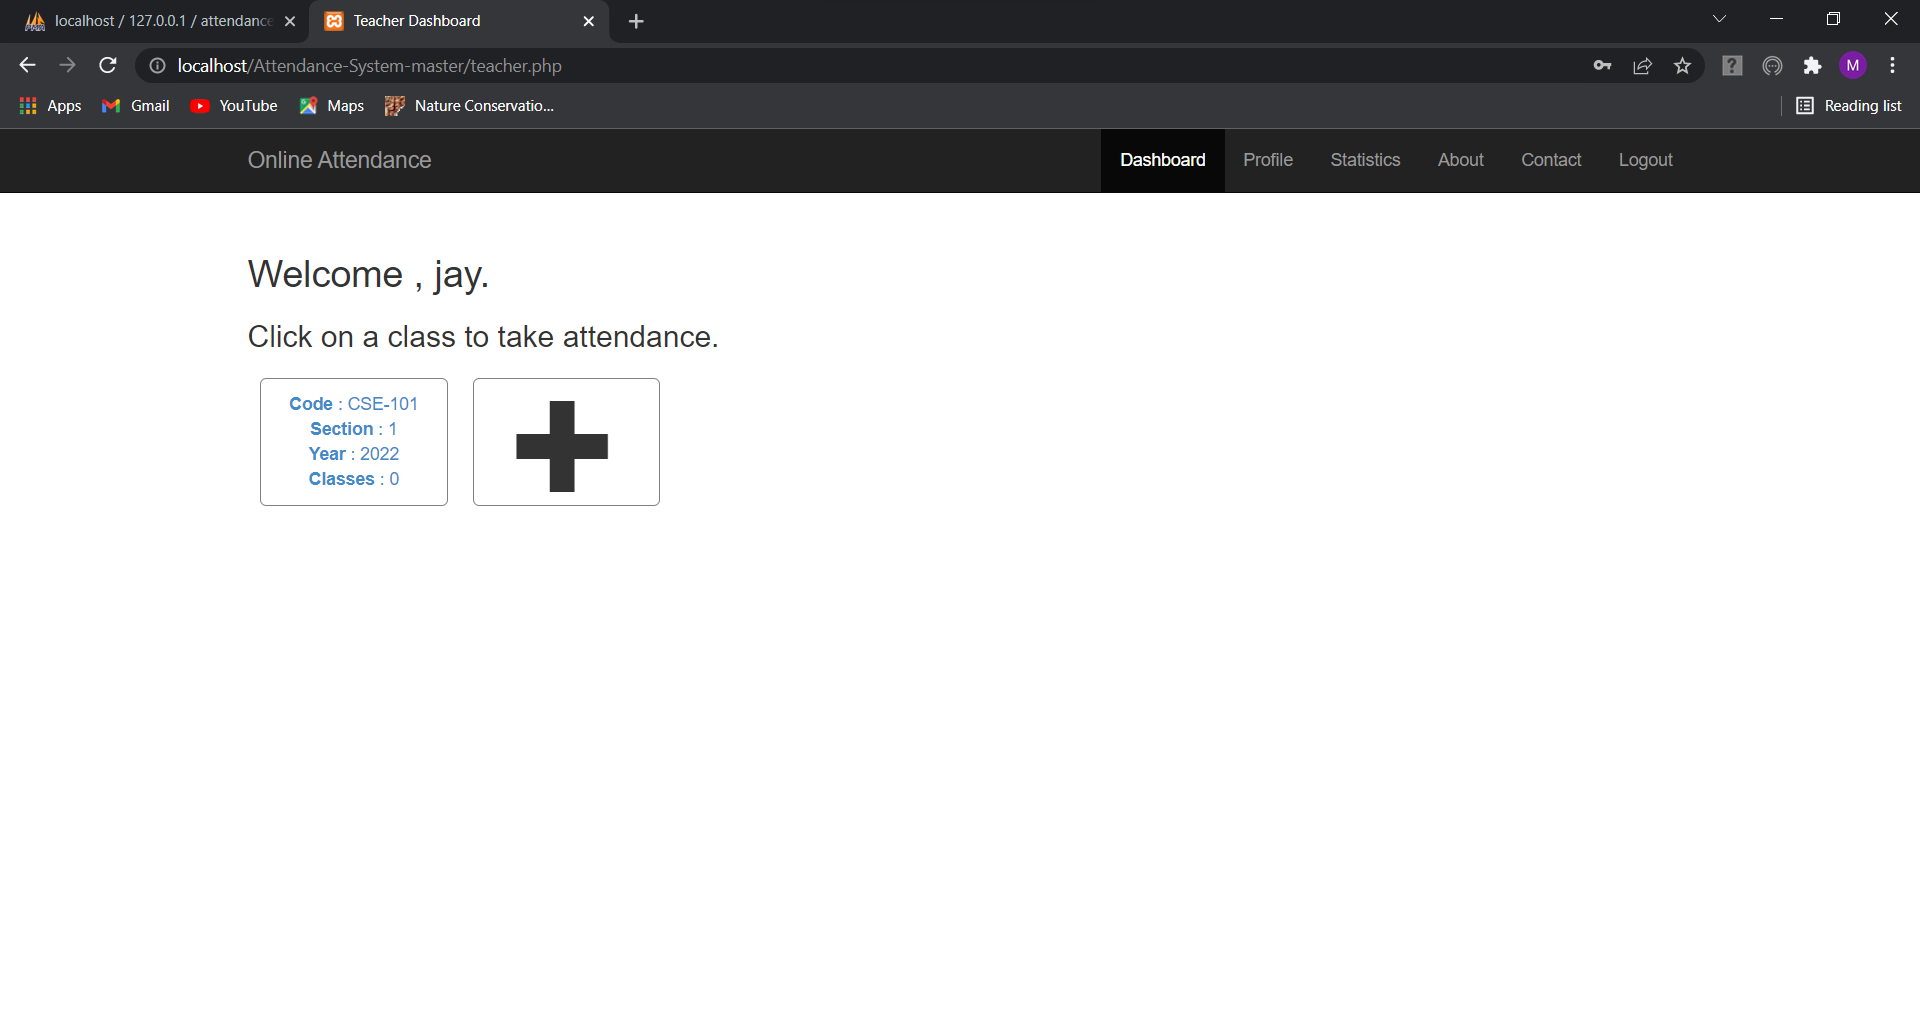 localhost / 127.0.0.1 / attendance
Teacher Dashboard
localhost/Attendance-System-master/teacher.php
M
Apps
Gmail
YouTube
Maps
Nature Conservatio...
Reading list
Online Attendance
Dashboard
Profile
Statistics
About
Contact
Logout
Welcome , jay.
Click on a class to take attendance.
Code : CSE-101
Section : 1
Year : 2022
Classes : 0